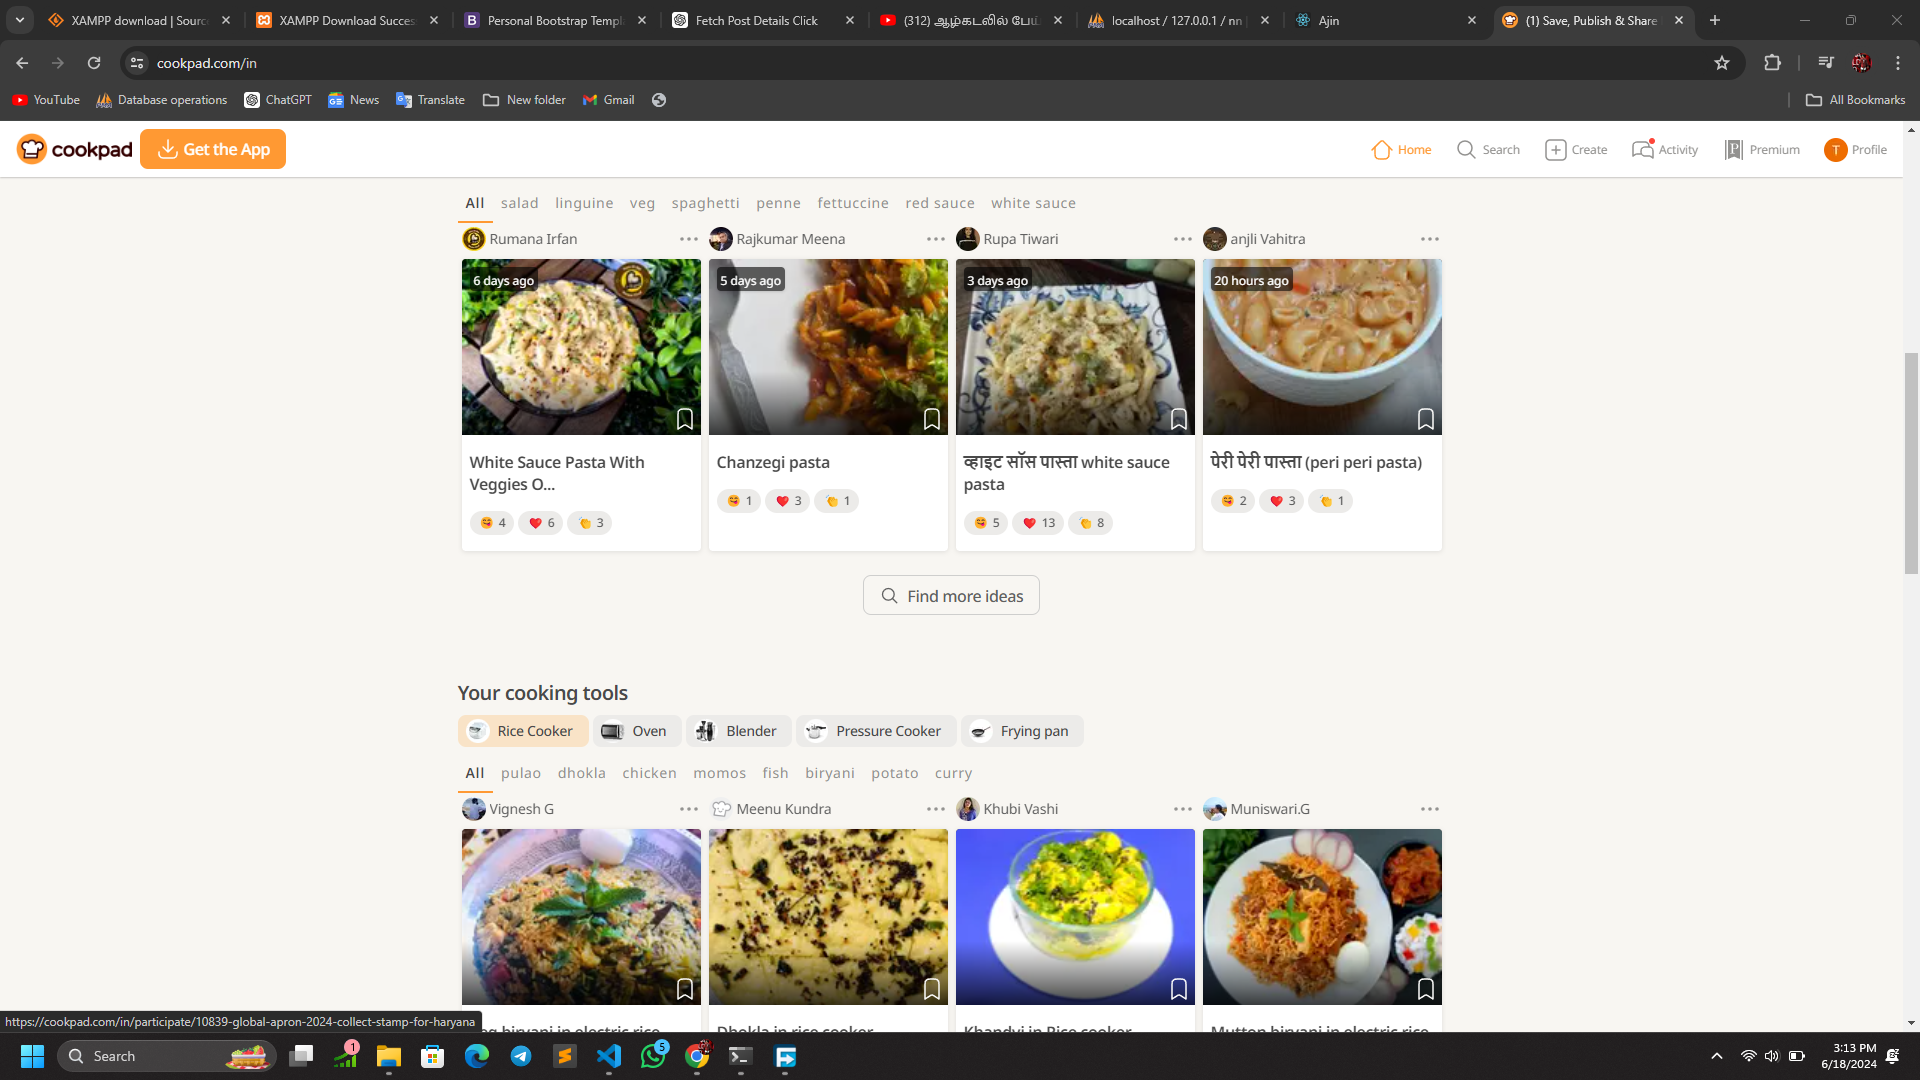 XAMPP download | Sourc
XAMPP Download Succes
Personal Bootstrap Templa
Fetch Post Details Click
(312) ஆழ்கடலில் பேய
localhost / 127.0.0.1 / nn
Ajin
(1) Save, Publish & Share
cookpad.com/in
YouTube
Database operations
ChatGPT
News
Translate
New folder
Gmail
All Bookmarks
cookpad
Get the App
Home
Search
Create
Activity
Premium
T
Profile
All salad linguine veg spaghetti penne fettuccine red sauce white sauce
Rumana Irfan
Rajkumar Meena
Rupa Tiwari
anjli Vahitra
6 days ago
5 days ago
3 days ago
20 hours ago
White Sauce Pasta With
Veggies O...
4 6 3
Chanzegi pasta
1 3 1
व्हाइट सॉस पास्ता white sauce
pasta
5 13 8
पेरी पेरी पास्ता (peri peri pasta)
2 3 1
Find more ideas
Your cooking tools
Rice Cooker
Oven
Blender
Pressure Cooker
Frying pan
All pulao dhokla chicken momos fish biryani potato curry
Vignesh G
Meenu Kundra
Khubi Vashi
Muniswari.G
biryani in electric rice
Dhokla in rice cooker
Khandvi in Rice cooker
Mutton biryani in electric rice
https://cookpad.com/in/participate/10839-global-apron-2024-collect-stamp-for-haryana
Search
1
5
3:13 PM
6/18/2024